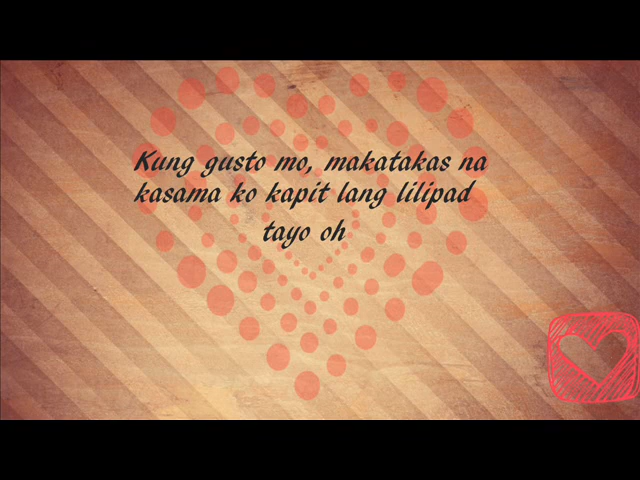 Kung gusto mo, makatakas na
kasama ko kapit lang lilipad
tayo oh